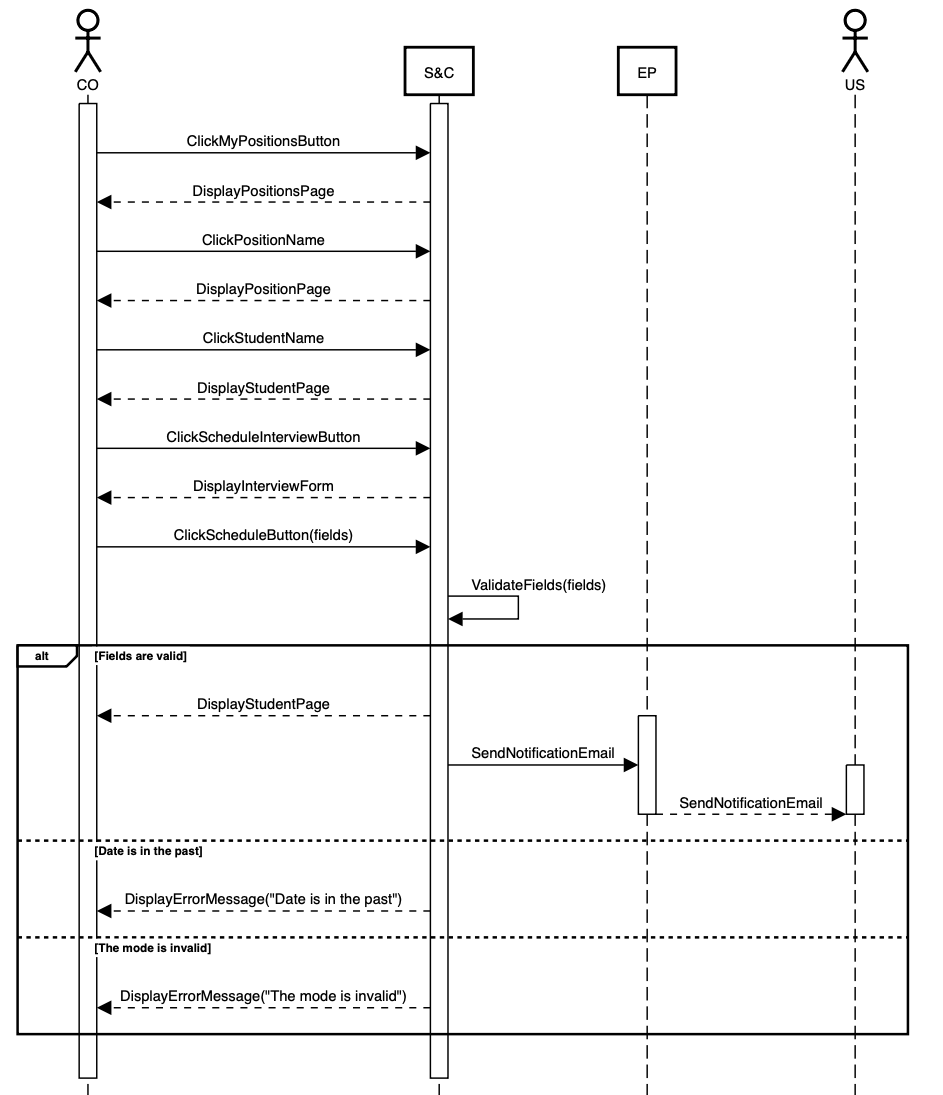 CO
S&C
EP
US
ClickMyPositionsButton
DisplayPositionsPage
ClickPositionName
DisplayPositionPage
ClickStudentName
DisplayStudentPage
ClickScheduleInterviewButton
DisplayInterviewForm
ClickScheduleButton(fields)
ValidateFields(fields)
alt
[Fields are valid]
DisplayStudentPage
SendNotificationEmail
SendNotificationEmail
[Date is in the past]
DisplayErrorMessage("Date is in the past")
[The mode is invalid]
DisplayErrorMessage("The mode is invalid")